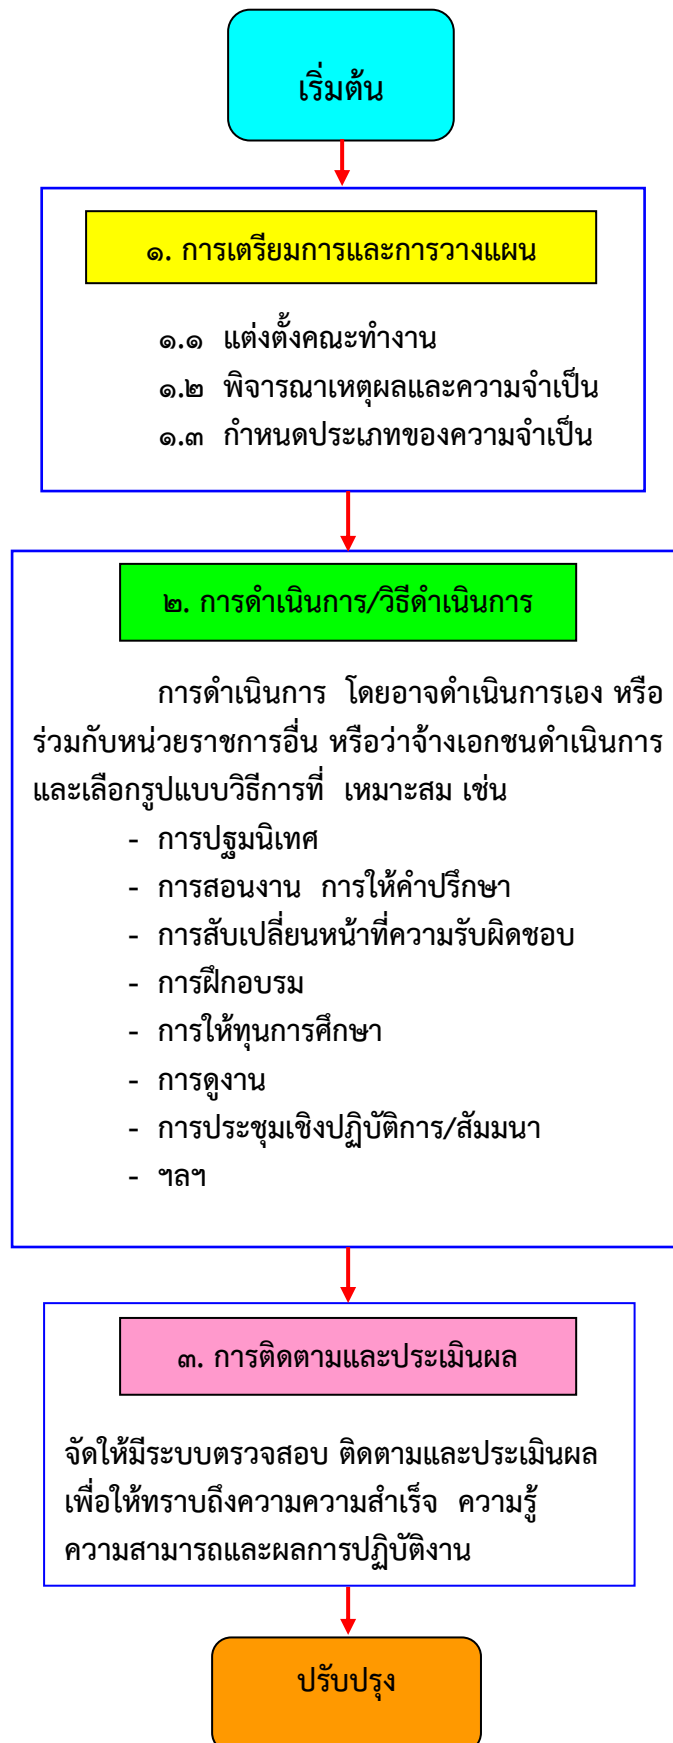 เริ่มต้น
๑. การเตรียมการและการวางแผน
๑.๑ แต่งตั้งคณะทำงาน
๑.๒ พิจารณาเหตุผลและความจำเป็น
๑.๓ กำหนดประเภทของความจำเป็น
๒. การดำเนินการ/วิธีดำเนินการ
การดำเนินการ โดยอาจดำเนินการเอง หรือ
ร่วมกับหน่วยราชการอื่น หรือว่าจ้างเอกชนดำเนินการ
และเลือกรูปแบบวิธีการที่ เหมาะสม เช่น
- การปฐมนิเทศ
- การสอนงาน การให้คำปรึกษา
- การสับเปลี่ยนหน้าที่ความรับผิดชอบ
- การฝึกอบรม
- การให้ทุนการศึกษา
- การดูงาน
- การประชุมเชิงปฏิบัติการ/สัมมนา
- ฯลฯ
๓. การติดตามและประเมินผล
จัดให้มีระบบตรวจสอบ ติดตามและประเมินผล
เพื่อให้ทราบถึงความความสำเร็จ ความรู้
ความสามารถและผลการปฏิบัติงาน
ปรับปรุง